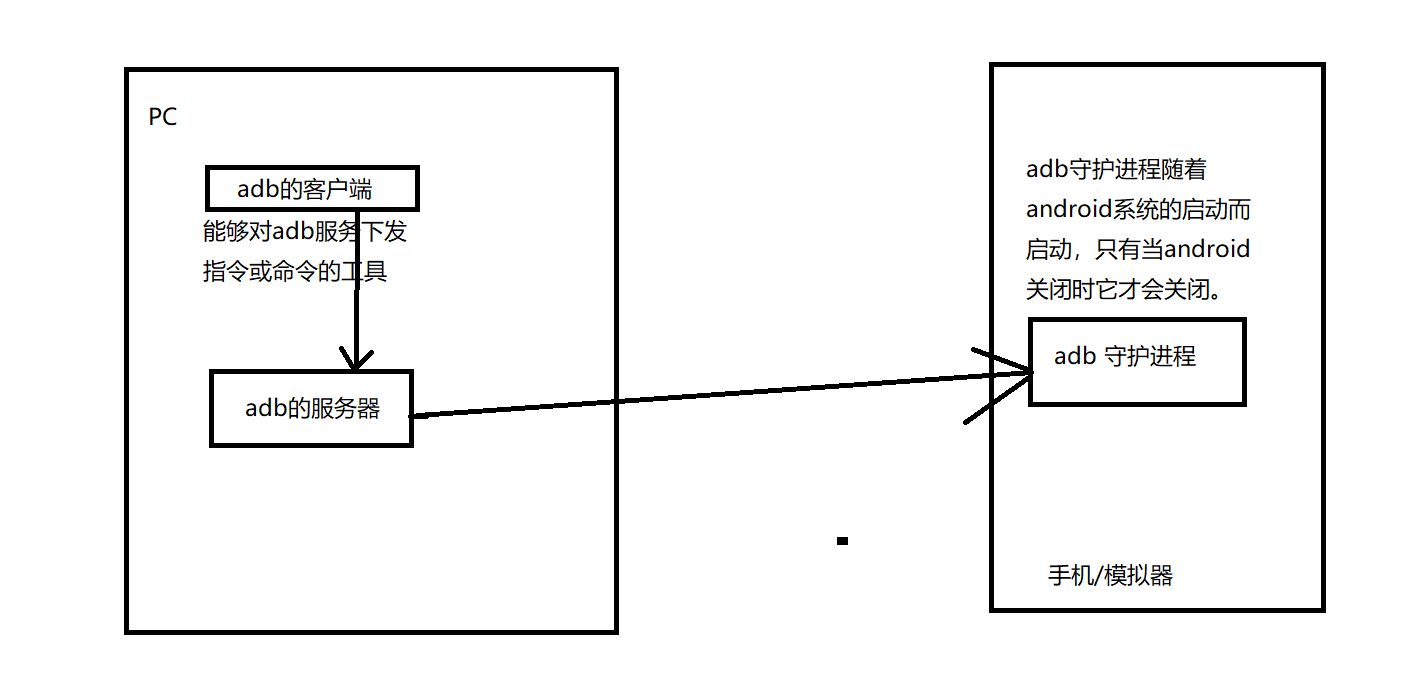 PC
adb的客户端
能够对adb服务下发
指令或命令的工具
adb的服务器
adb守护进程随着
android系统的启动而
启动，只有当android
关闭时它才会关闭。
adb 守护进程
手机/模拟器